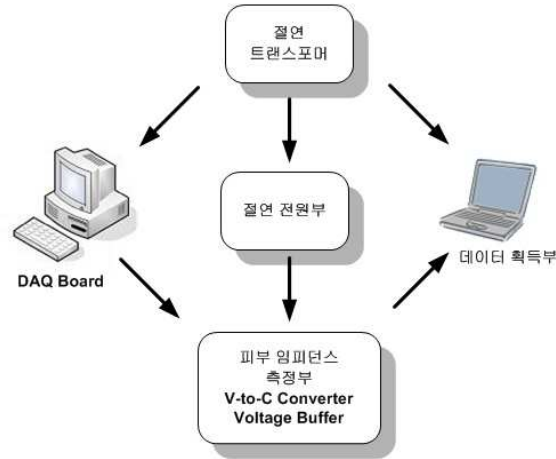 절연
트랜스포머
절연 전원부
DAQ Board
데이터 획득부
피부 임피던스
측정부
V-to-C Converter
Voltage Buffer